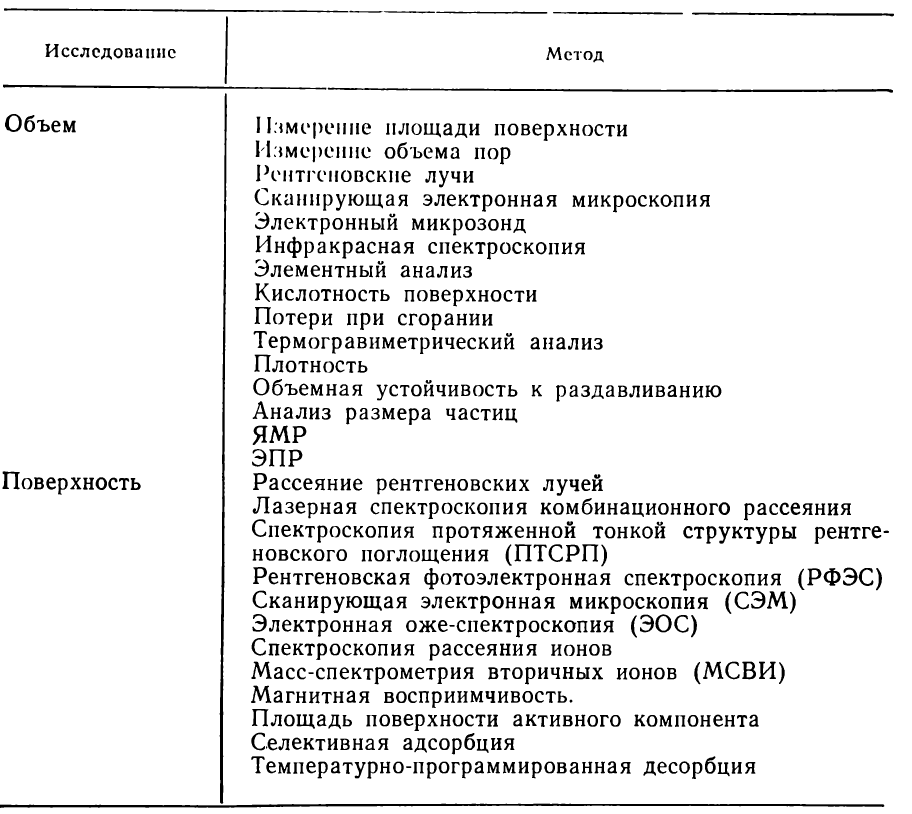 Исследование Метод
Объем Измерение площади поверхности
Измерение объема пор
Рентгеновские лучи
Сканирующая электронная микроскопия
Электронный микрозонд
Инфракрасная спектроскопия
Элементный анализ
Кислотность поверхности
Потери при сгорании
Термогравиметрический анализ
Плотность
Объемная устойчивость к раздавливанию
Анализ размера частиц
ЯМР
ЭПР
Поверхность Рассеяние рентгеновских лучей
Лазерная спектроскопия комбинационного рассеяния
Спектроскопия протяженной тонкой структуры рентге-
новского поглощения (ПТСРП)
Рентгеновская фотоэлектронная спектроскопия (РФЭС)
Сканирующая электронная микроскопия (СЭМ)
Электронная оже-спектроскопия (ЭОС)
Спектроскопия рассеяния ионов
Масс-спектрометрия вторичных ионов (МСВИ)
Магнитная восприимчивость.
Площадь поверхности активного компонента
Селективная адсорбция
Температурно-программированная десорбция